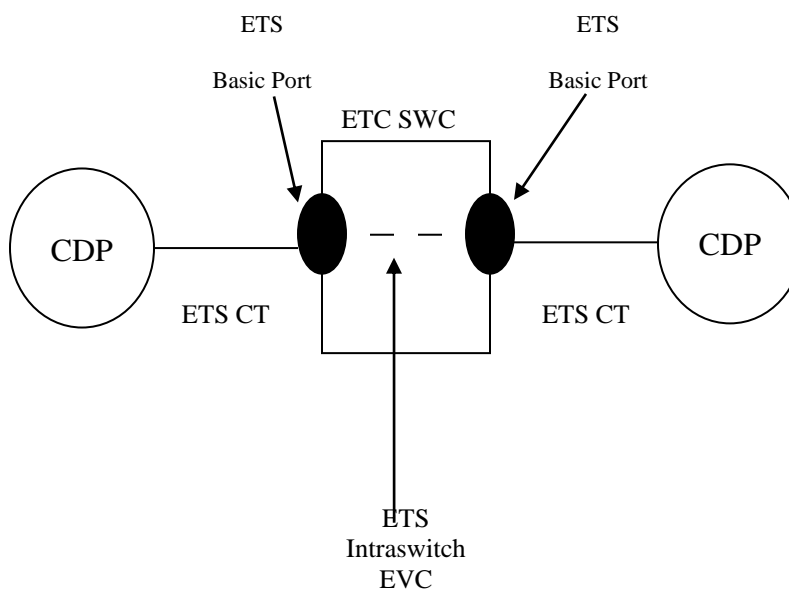 ETS
Basic Port
ETS
Basic Port
ETC SWC
CDP
CDP
ETS CT
ETS CT
ETS
Intraswitch
EVC